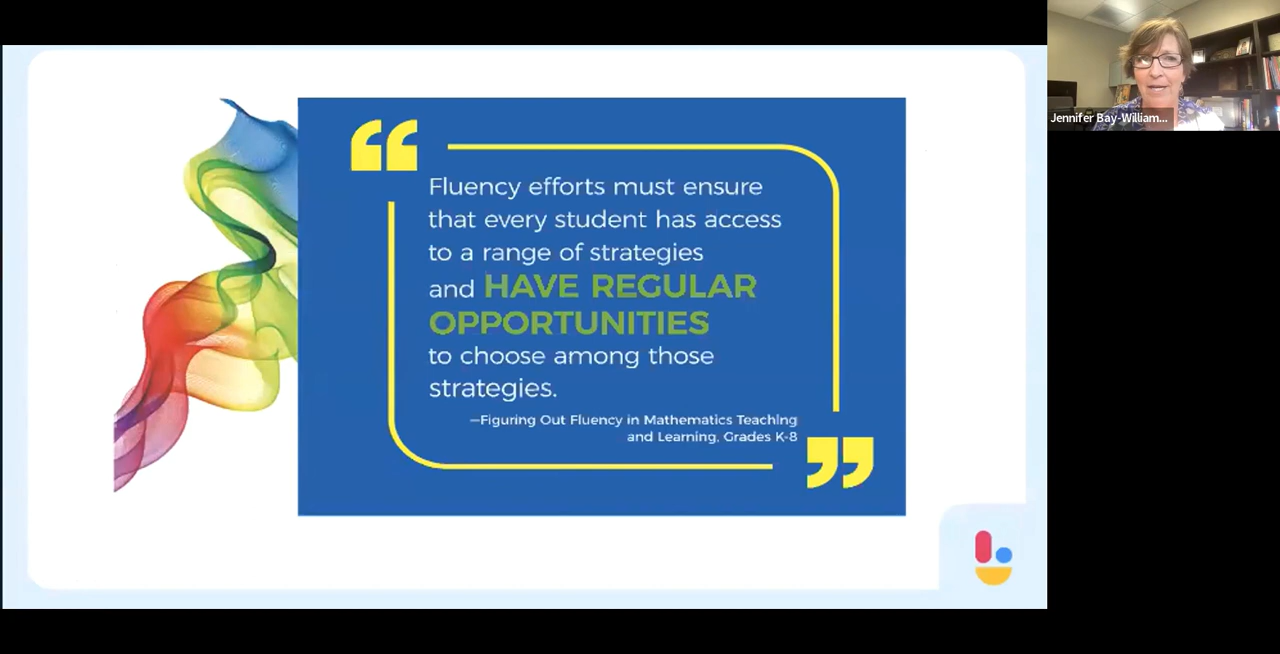 Fluency efforts must ensure
that every student has access
to a range of strategies
and HAVE REGULAR
OPPORTUNITIES
to choose among those
strategies.
—Figuring Out Fluency in Mathematics Teaching
and Learning, Grades K-8
Jennifer Bay-William...